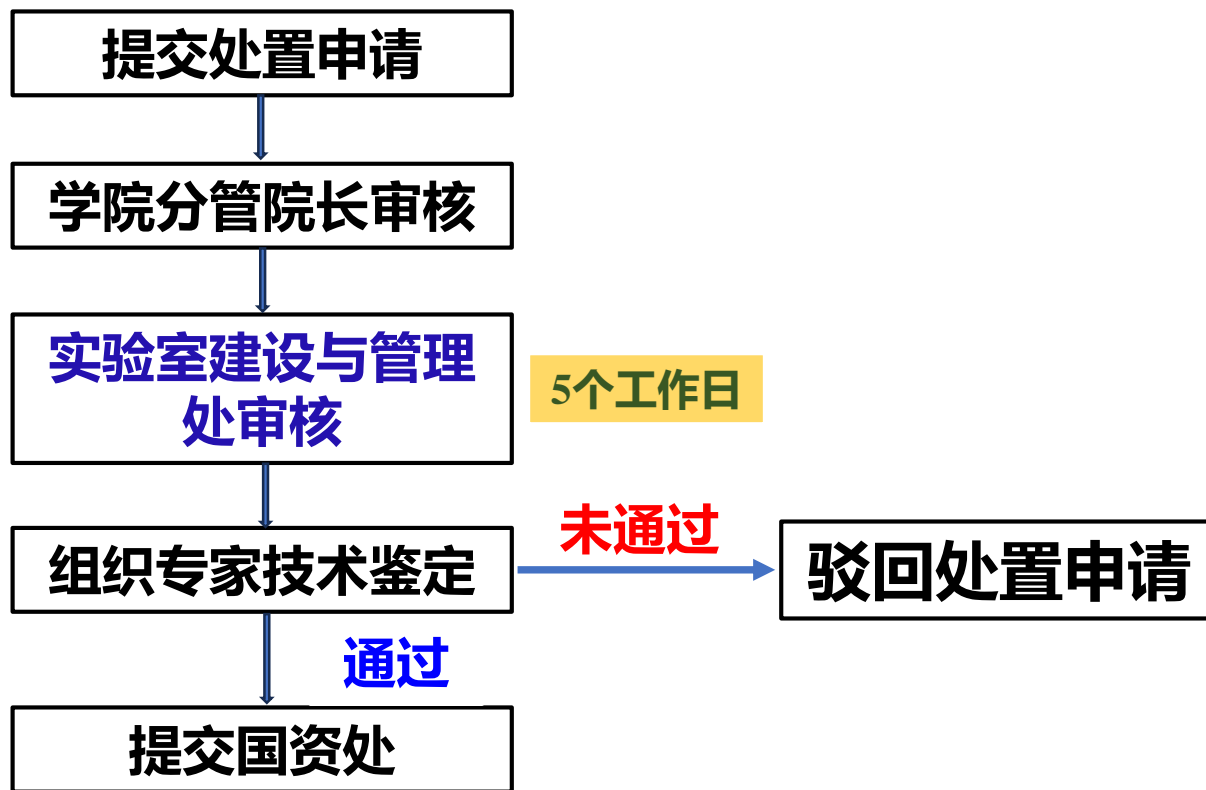 提交处置申请
学院分管院长审核
实验室建设与管理
处审核
5个工作日
组织专家技术鉴定
未通过
驳回处置申请
通过
提交国资处